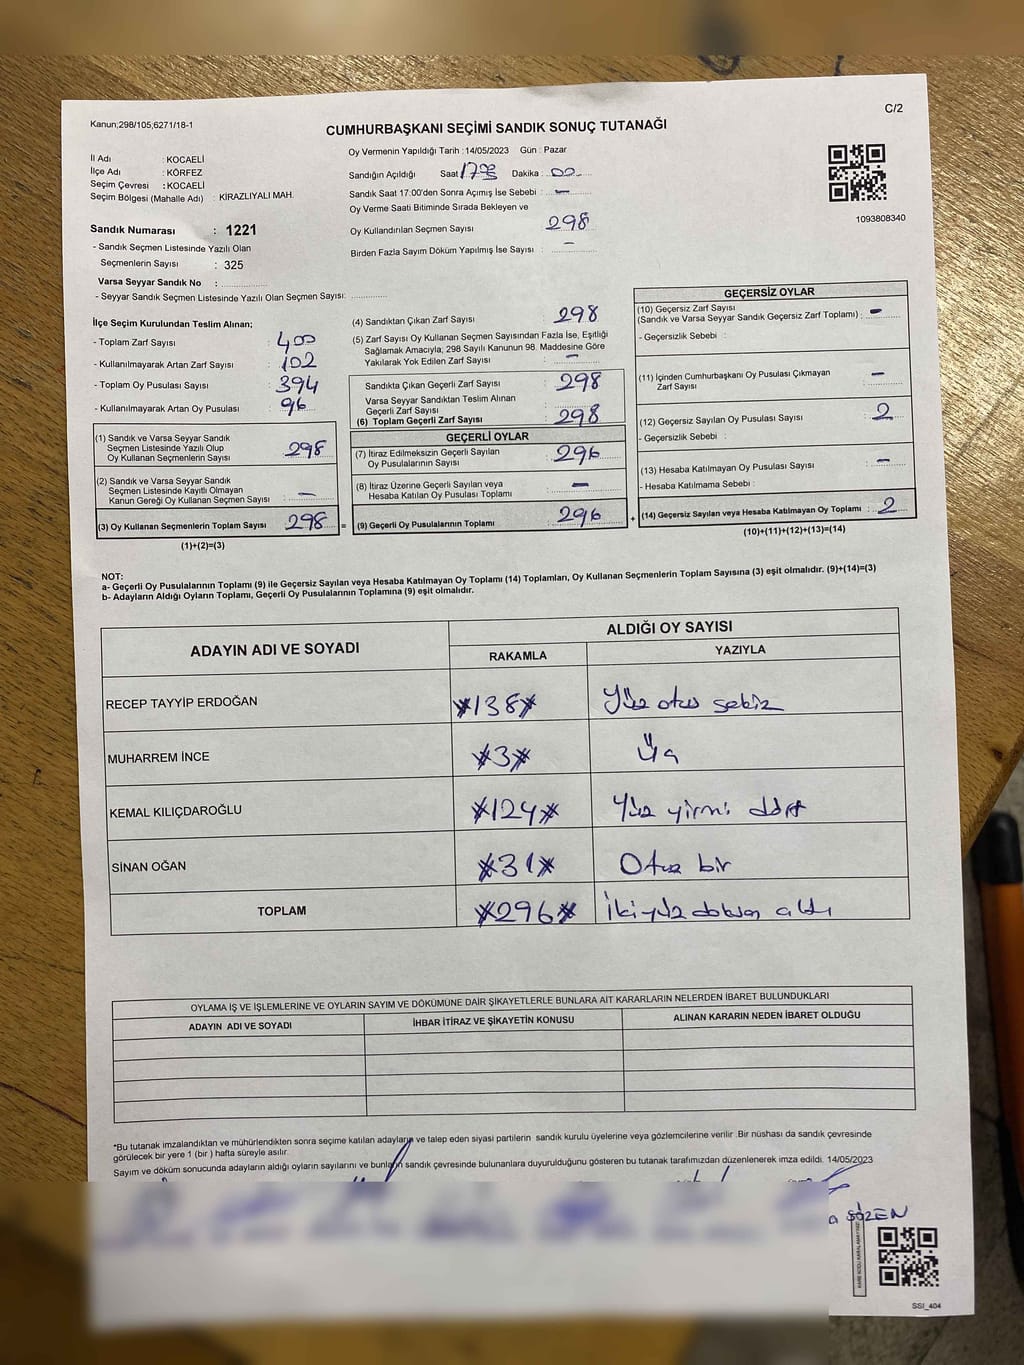 C/2
Kanun;298/105;6271/18-1
CUMHURBAŞKANI SEÇİMİ SANDIK SONUÇ TUTANAĞI
İl Adı : KOCAELİ
İlçe Adı : KÖRFEZ
Seçim Çevresi : KOCAELİ
Seçim Bölgesi (Mahalle Adı) : KİRAZLIYALI MAH.
Oy Vermenin Yapıldığı Tarih :14/05/2023 Gün : Pazar
Sandığın Açıldığı Saat Dakika : 00
Sandık Saat 17:00'den Sonra Açımış İse Sebebi : -
Oy Verme Saati Bitiminde Sırada Bekleyen ve
Oy Kullandırılan Seçmen Sayısı 298
Birden Fazla Sayım Döküm Yapılmış İse Sayısı : -
1093808340
Sandık Numarası : 1221
- Sandık Seçmen Listesinde Yazılı Olan
Seçmenlerin Sayısı : 325
Varsa Seyyar Sandık No :
- Seyyar Sandık Seçmen Listesinde Yazılı Olan Seçmen Sayısı:
İlçe Seçim Kurulundan Teslim Alınan;
- Toplam Zarf Sayısı : 400
- Kullanılmayarak Artan Zarf Sayısı : 102
- Toplam Oy Pusulası Sayısı : 394
- Kullanılmayarak Artan Oy Pusulası : 96
(1) Sandık ve Varsa Seyyar Sandık
Seçmen Listesinde Yazılı Olup
Oy Kullanan Seçmenlerin Sayısı : 298
(2) Sandık ve Varsa Seyyar Sandık
Seçmen Listesinde Kayıtlı Olmayan
Kanun Gereği Oy Kullanan Seçmen Sayısı : -
(3) Oy Kullanan Seçmenlerin Toplam Sayısı 298 =
(1)+(2)=(3)
(4) Sandıktan Çıkan Zarf Sayısı : 298
(5) Zarf Sayısı Oy Kullanan Seçmen Sayısından Fazla İse, Eşitliği
Sağlamak Amacıyla; 298 Sayılı Kanunun 98. Maddesine Göre
Yakılarak Yok Edilen Zarf Sayısı : -
Sandıkta Çıkan Geçerli Zarf Sayısı : 298
Varsa Seyyar Sandıktan Teslim Alınan
Geçerli Zarf Sayısı :
(6) Toplam Geçerli Zarf Sayısı : 298
GEÇERLİ OYLAR
(7) İtiraz Edilmeksizin Geçerli Sayılan
Oy Pusulalarının Sayısı : 296
(8) İtiraz Üzerine Geçerli Sayılan veya
Hesaba Katılan Oy Pusulası Toplamı : -
(9) Geçerli Oy Pusulalarının Toplamı : 296 +
GEÇERSİZ OYLAR
(10) Geçersiz Zarf Sayısı
(Sandık ve Varsa Seyyar Sandık Geçersiz Zarf Toplamı) : -
- Geçersizlik Sebebi :
(11) İçinden Cumhurbaşkanı Oy Pusulası Çıkmayan
Zarf Sayısı : -
(12) Geçersiz Sayılan Oy Pusulası Sayısı : 2
- Geçersizlik Sebebi :
(13) Hesaba Katılmayan Oy Pusulası Sayısı : -
- Hesaba Katılmama Sebebi :
(14) Geçersiz Sayılan veya Hesaba Katılmayan Oy Toplamı : 2
(10)+(11)+(12)+(13)=(14)
NOT:
a- Geçerli Oy Pusulalarının Toplamı (9) ile Geçersiz Sayılan veya Hesaba Katılmayan Oy Toplamı (14) Toplamları, Oy Kullanan Seçmenlerin Toplam Sayısına (3) eşit olmalıdır. (9)+(14)=(3)
b- Adayların Aldığı Oyların Toplamı, Geçerli Oy Pusulalarının Toplamına (9) eşit olmalıdır.
ADAYIN ADI VE SOYADI
ALDIĞI OY SAYISI
RAKAMLA YAZIYLA
RECEP TAYYİP ERDOĞAN *138* Yüz otuz sekiz
MUHARREM İNCE *3* Üç
KEMAL KILIÇDAROĞLU *124* Yüz yirmi dört
SİNAN OĞAN *31* Otuz bir
TOPLAM *296* İkiyüz doksan altı
OYLAMA İŞ VE İŞLEMLERİNE VE OYLARIN SAYIM VE DÖKÜMÜNE DAİR ŞİKAYETLERLE BUNLARA AİT KARARLARIN NELERDEN İBARET BULUNDUKLARI
ADAYIN ADI VE SOYADI İHBAR İTİRAZ VE ŞİKAYETİN KONUSU ALINAN KARARIN NEDEN İBARET OLDUĞU
*Bu tutanak imzalandıktan ve mühürlendikten sonra seçime katılan adayların ve talep eden siyasi partilerin sandık kurulu üyelerine veya gözlemcilerine verilir .Bir nüshası da sandık çevresinde
görülecek bir yere 1 (bir ) hafta süreyle asılır.
Sayım ve döküm sonucunda adayların aldığı oyların sayılarını ve bunların sandık çevresinde bulunanlara duyurulduğunu gösteren bu tutanak tarafımızdan düzenlenerek imza edildi. 14/05/2023
a SÖZEN
SSI_404